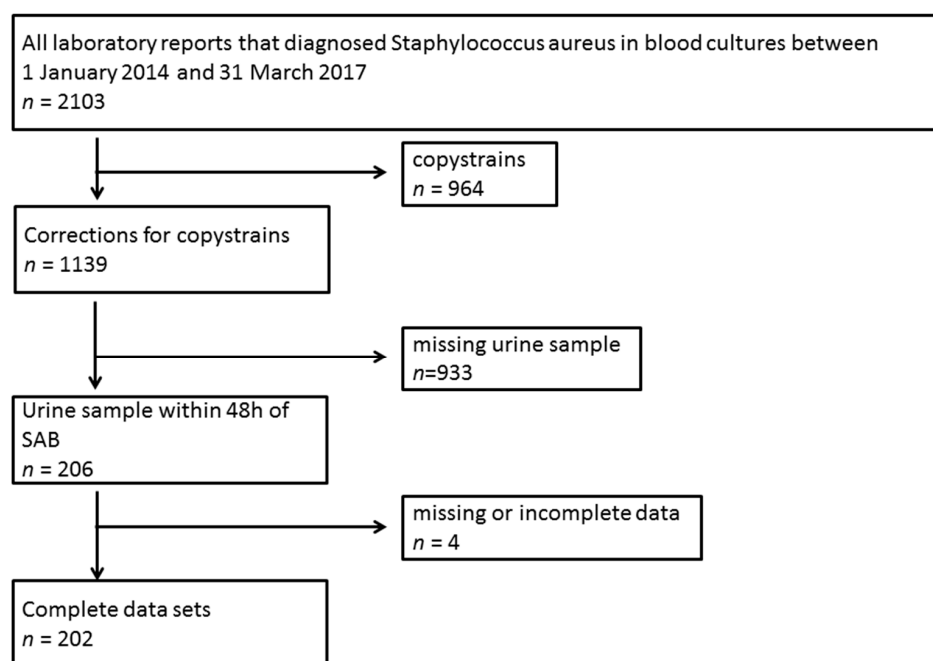 All laboratory reports that diagnosed Staphylococcus aureus in blood cultures between
1 January 2014 and 31 March 2017
n = 2103
copystrains
n = 964
Corrections for copystrains
n = 1139
missing urine sample
n=933
Urine sample within 48h of
SAB
n = 206
missing or incomplete data
n = 4
Complete data sets
n = 202